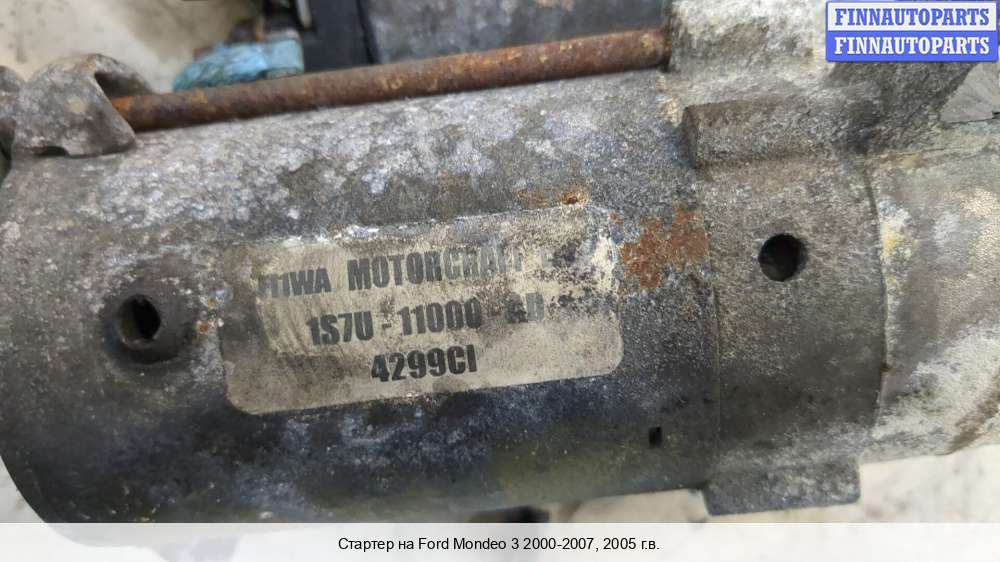 FINNAUTOPARTS
FINNAUTOPARTS
MOTORCRAFT
1S7U-11000
4299CI
Стартер на Ford Mondeo 3 2000-2007, 2005 г.в.